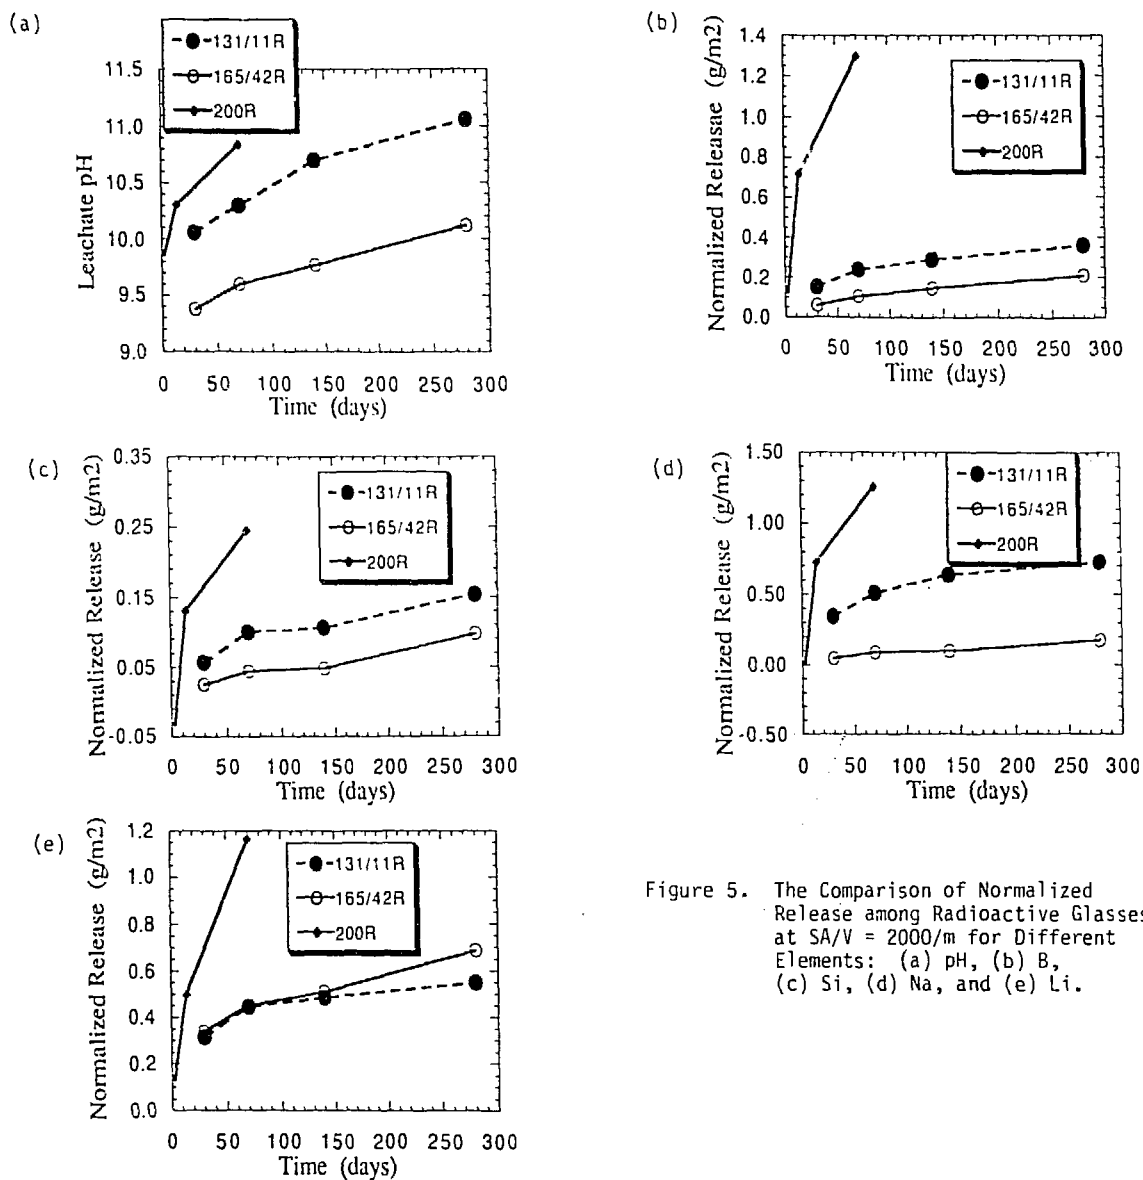 (a)
131/11R
165/42R
200R
11.5
11.0
10.5
10.0
9.5
9.0
Leachate pH
0 50 100 150 200 250 300
Time (days)
(b)
1.4
1.2
1.0
0.8
0.6
0.4
0.2
0.0
Normalized Releasae (g/m2)
131/11R
165/42R
200R
0 50 100 150 200 250 300
Time (days)
(c)
0.35
0.25
0.15
0.05
-0.05
Normalized Release (g/m2)
131/11R
165/42R
200R
0 50 100 150 200 250 300
Time (days)
(d)
1.50
1.00
0.50
0.00
-0.50
Normalized Release (g/m2)
131/11R
165/42R
200R
0 50 100 150 200 250 300
Time (days)
(e)
1.2
1.0
0.8
0.6
0.4
0.2
0.0
Normalized Release (g/m2)
131/11R
165/42R
200R
0 50 100 150 200 250 300
Time (days)
Figure 5. The Comparison of Normalized
Release among Radioactive Glasses
at SA/V = 2000/m for Different
Elements: (a) pH, (b) B,
(c) Si, (d) Na, and (e) Li.